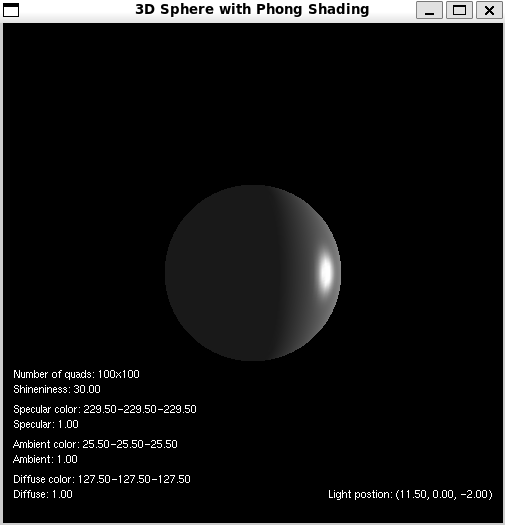 3D Sphere with Phong Shading
Number of quads: 100x100
Shineniness: 30.00
Specular color: 229.50-229.50-229.50
Specular: 1.00
Ambient color: 25.50-25.50-25.50
Ambient: 1.00
Diffuse color: 127.50-127.50-127.50
Diffuse: 1.00
Light postion: (11.50, 0.00, -2.00)